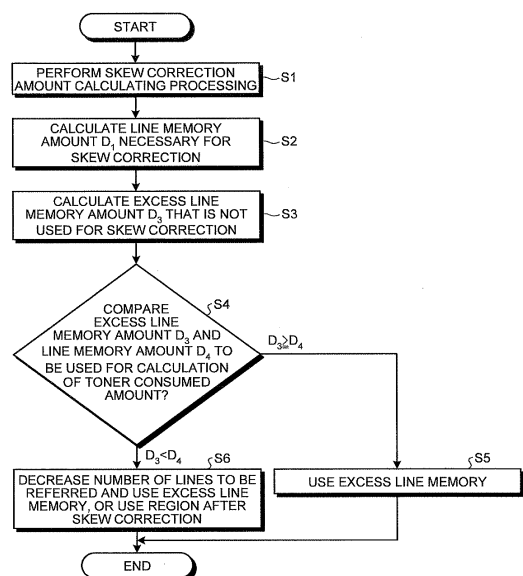 START
PERFORM SKEW CORRECTION
AMOUNT CALCULATING PROCESSING
S1
CALCULATE LINE MEMORY
AMOUNT D1 NECESSARY FOR
SKEW CORRECTION
S2
CALCULATE EXCESS LINE
MEMORY AMOUNT D3 THAT IS NOT
USED FOR SKEW CORRECTION
S3
S4
COMPARE
EXCESS LINE
MEMORY AMOUNT D3 AND
LINE MEMORY AMOUNT D4 TO
BE USED FOR CALCULATION
OF TONER CONSUMED
AMOUNT?
D3≧D4
D3<D4
S6
DECREASE NUMBER OF LINES TO BE
REFERRED AND USE EXCESS LINE
MEMORY, OR USE REGION AFTER
SKEW CORRECTION
S5
USE EXCESS LINE MEMORY
END